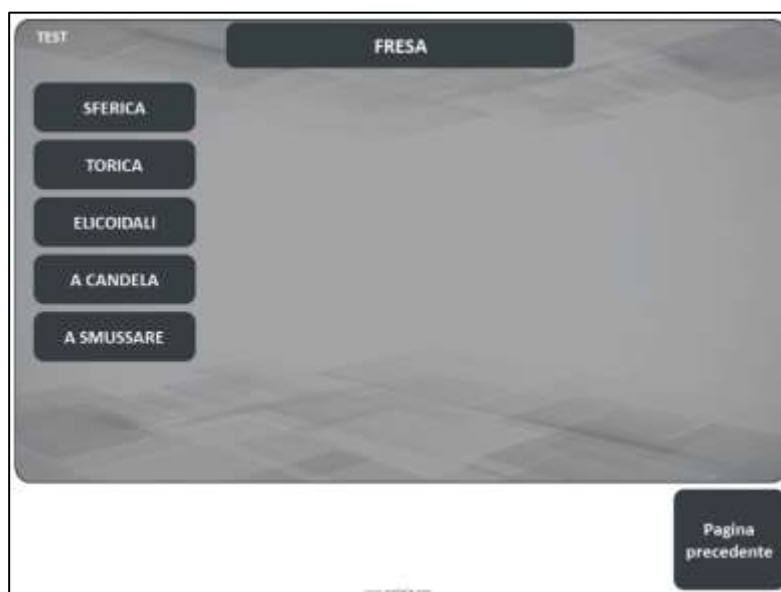 TEST
FRESA
SFERICA
TORICA
ELICOIDALI
A CANDELA
A SMUSSARE
Pagina
precedente